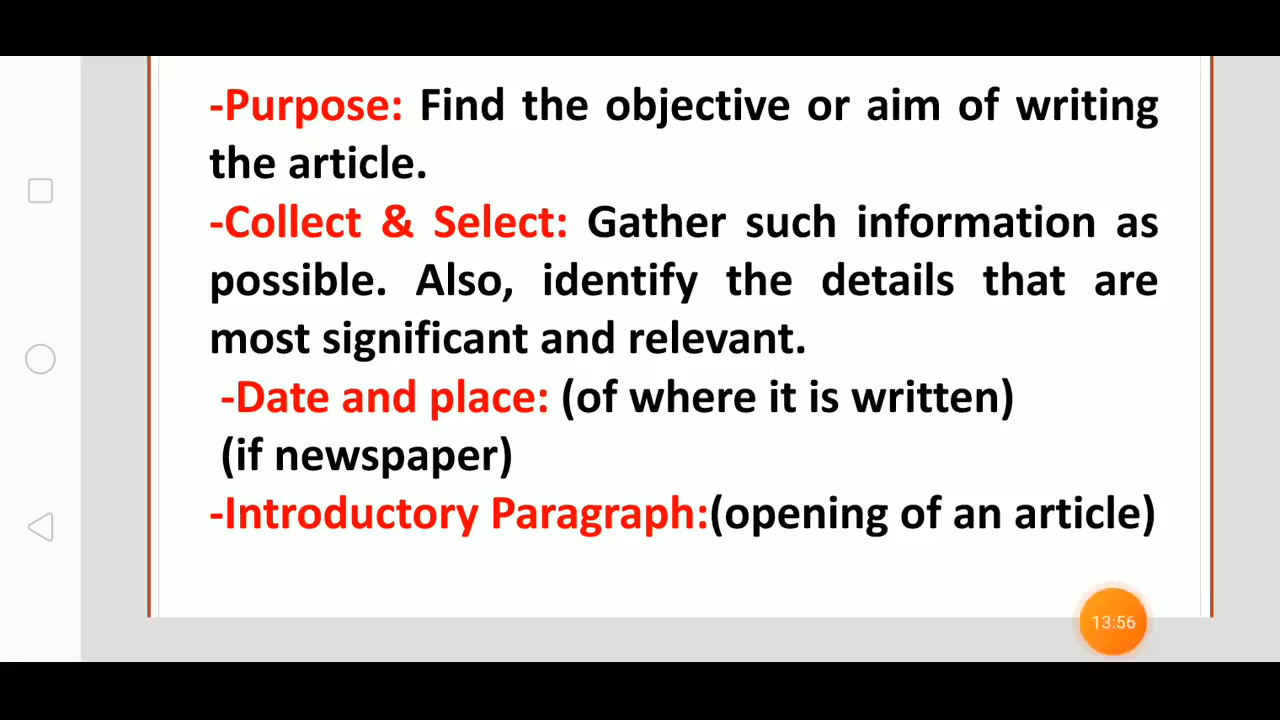 -Purpose: Find the objective or aim of writing
the article.
-Collect & Select: Gather such information as
possible. Also, identify the details that are
most significant and relevant.
-Date and place: (of where it is written)
(if newspaper)
-Introductory Paragraph:(opening of an article)
13:56